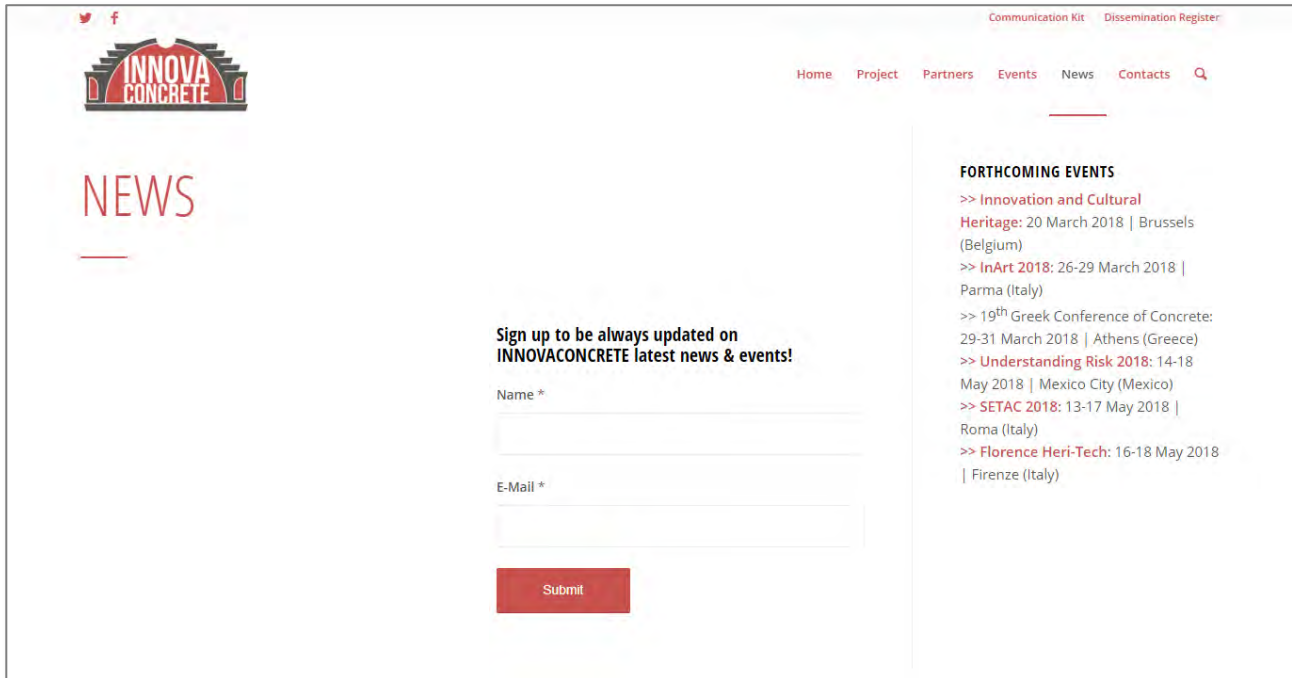 Communication Kit Dissemination Register
INNOVA
CONCRETE
Home Project Partners Events News Contacts
NEWS
Sign up to be always updated on
INNOVACONCRETE latest news & events!
Name *
E-Mail *
Submit
FORTHCOMING EVENTS
>> Innovation and Cultural
Heritage: 20 March 2018 | Brussels
(Belgium)
>> InArt 2018: 26-29 March 2018 |
Parma (Italy)
>> 19th Greek Conference of Concrete:
29-31 March 2018 | Athens (Greece)
>> Understanding Risk 2018: 14-18
May 2018 | Mexico City (Mexico)
>> SETAC 2018: 13-17 May 2018 |
Roma (Italy)
>> Florence Heri-Tech: 16-18 May 2018
| Firenze (Italy)